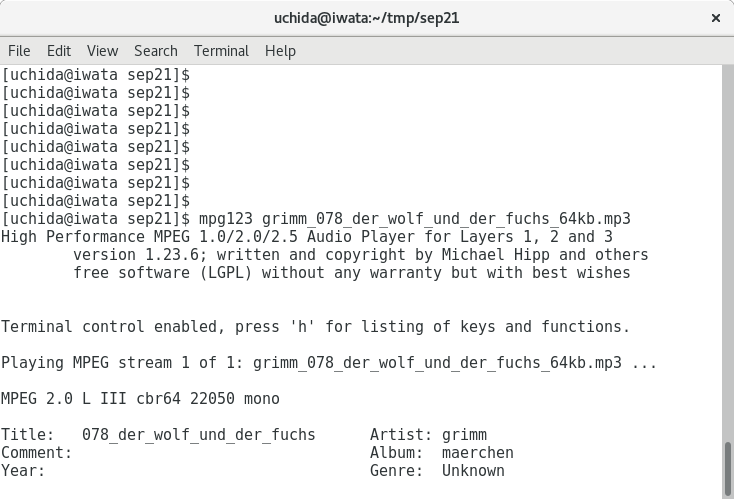 uchida@iwata:~/tmp/sep21 ×
File Edit View Search Terminal Help
[uchida@iwata sep21]$
[uchida@iwata sep21]$
[uchida@iwata sep21]$
[uchida@iwata sep21]$
[uchida@iwata sep21]$
[uchida@iwata sep21]$
[uchida@iwata sep21]$
[uchida@iwata sep21]$
[uchida@iwata sep21]$ mpg123 grimm_078_der_wolf_und_der_fuchs_64kb.mp3
High Performance MPEG 1.0/2.0/2.5 Audio Player for Layers 1, 2 and 3
        version 1.23.6; written and copyright by Michael Hipp and others
        free software (LGPL) without any warranty but with best wishes
Terminal control enabled, press 'h' for listing of keys and functions.
Playing MPEG stream 1 of 1: grimm_078_der_wolf_und_der_fuchs_64kb.mp3 ...
MPEG 2.0 L III cbr64 22050 mono
Title:   078_der_wolf_und_der_fuchs      Artist: grimm
Comment:                                 Album:  maerchen
Year:                                    Genre:  Unknown